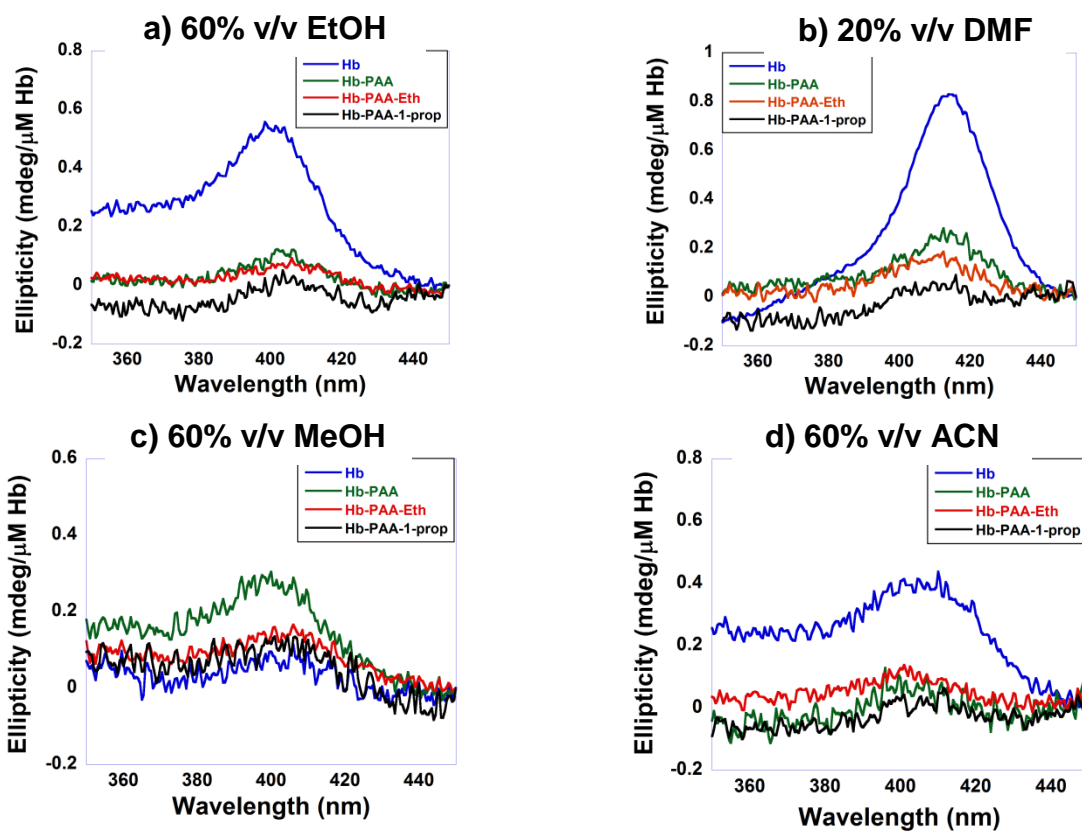 a) 60% v/v EtOH
0.8
0.6
0.4
0.2
0
-0.2
Ellipticity (mdeg/μM Hb)
Hb
Hb-PAA
Hb-PAA-Eth
Hb-PAA-1-prop
360 380 400 420 440
Wavelength (nm)
b) 20% v/v DMF
1
0.8
0.6
0.4
0.2
0
-0.2
Ellipticity (mdeg/μM Hb)
Hb
Hb-PAA
Hb-PAA-Eth
Hb-PAA-1-prop
360 380 400 420 440
Wavelength (nm)
c) 60% v/v MeOH
0.6
0.4
0.2
0
-0.2
Ellipticity (mdeg/μM Hb)
Hb
Hb-PAA
Hb-PAA-Eth
Hb-PAA-1-prop
360 380 400 420 440
Wavelength (nm)
d) 60% v/v ACN
0.8
0.6
0.4
0.2
0
-0.2
Ellipticity (mdeg/μM Hb)
Hb
Hb-PAA
Hb-PAA-Eth
Hb-PAA-1-prop
360 380 400 420 440
Wavelength (nm)